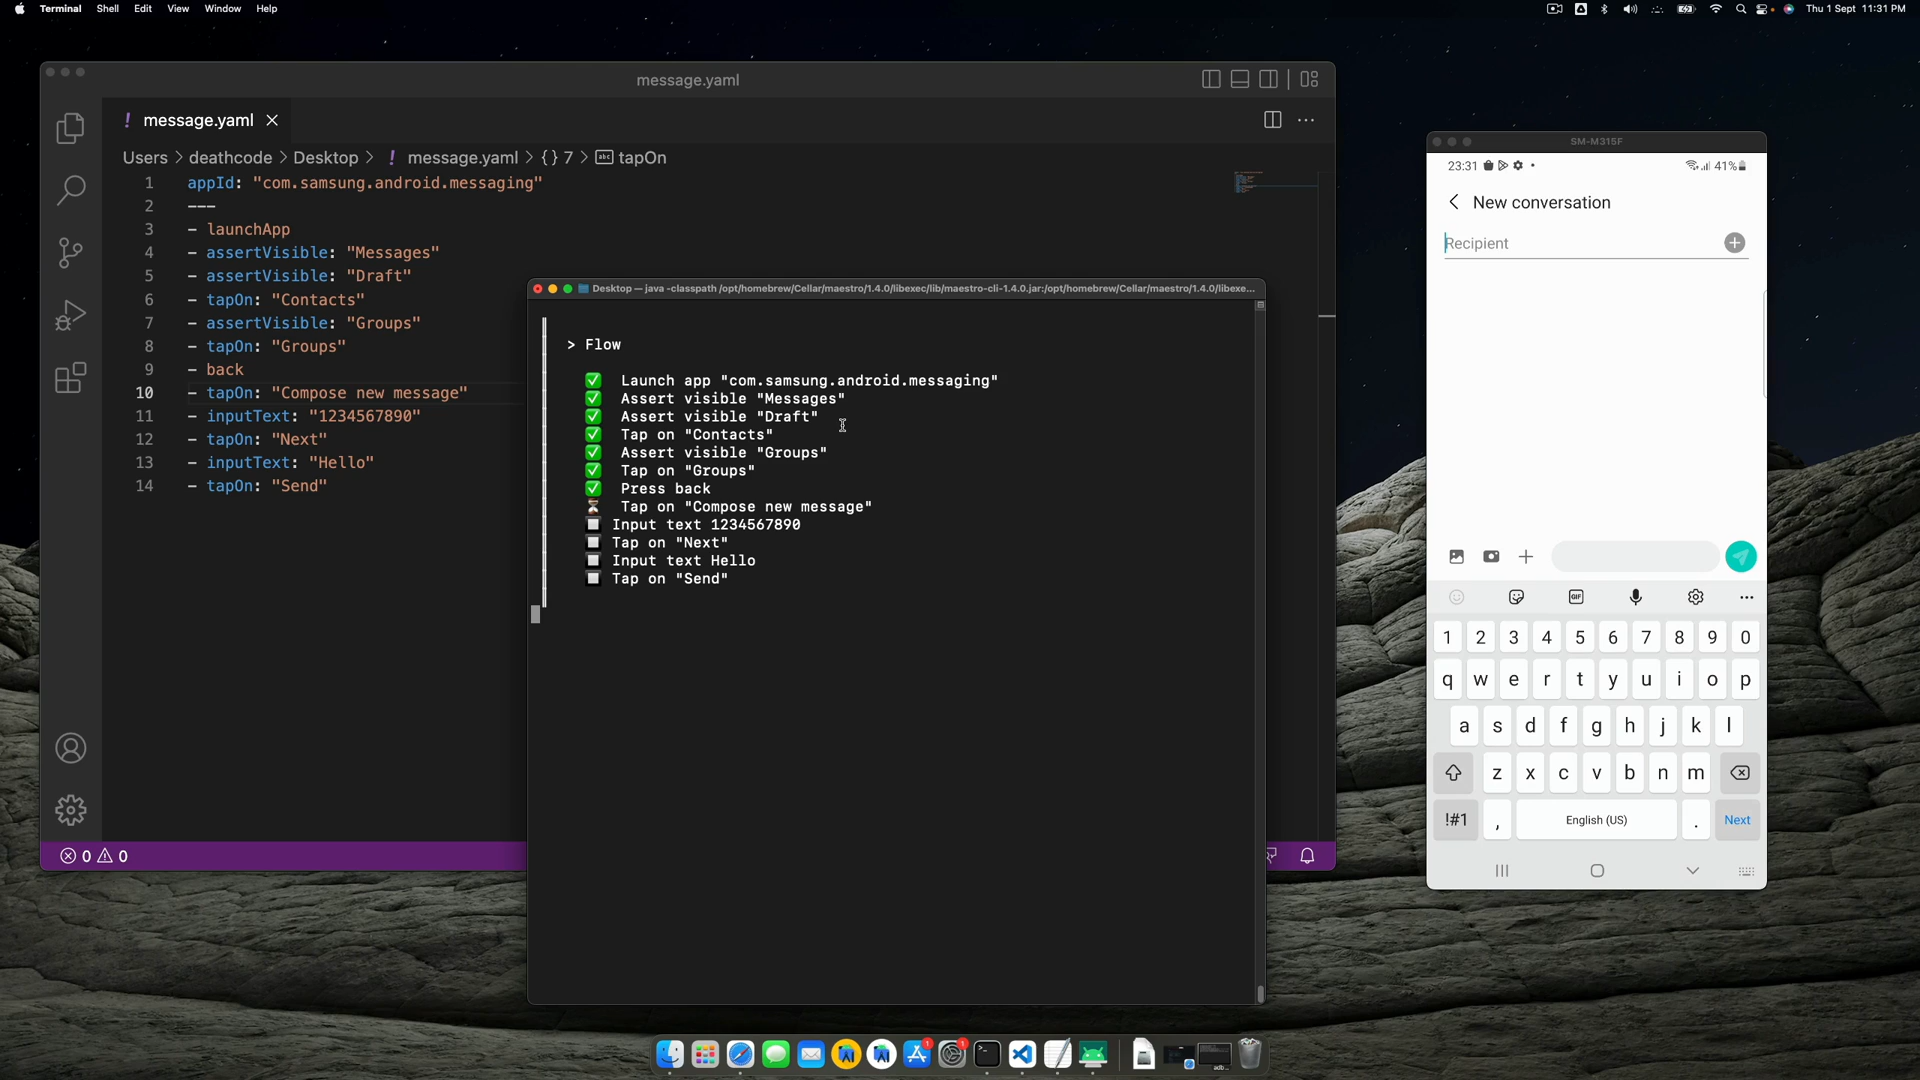 Terminal Shell Edit View Window Help
Thu 1 Sept 11:31 PM
message.yaml
! message.yaml
Users > deathcode > Desktop > ! message.yaml > {} 7 > abc tapOn
1 appId: "com.samsung.android.messaging"
2 ---
3 - launchApp
4 - assertVisible: "Messages"
5 - assertVisible: "Draft"
6 - tapOn: "Contacts"
7 - assertVisible: "Groups"
8 - tapOn: "Groups"
9 - back
10 - tapOn: "Compose new message"
11 - inputText: "1234567890"
12 - tapOn: "Next"
13 - inputText: "Hello"
14 - tapOn: "Send"
0 0
Desktop — java -classpath /opt/homebrew/Cellar/maestro/1.4.0/libexec/lib/maestro-cli-1.4.0.jar:/opt/homebrew/Cellar/maestro/1.4.0/libexe...
> Flow
✅ Launch app "com.samsung.android.messaging"
✅ Assert visible "Messages"
✅ Assert visible "Draft"
✅ Tap on "Contacts"
✅ Assert visible "Groups"
✅ Tap on "Groups"
✅ Press back
⏳ Tap on "Compose new message"
Input text 1234567890
Tap on "Next"
Input text Hello
Tap on "Send"
SM-M315F
23:31 41%
New conversation
Recipient
GIF
1 2 3 4 5 6 7 8 9 0
q w e r t y u i o p
a s d f g h j k l
z x c v b n m
!#1 , English (US) . Next
1 1
adb...